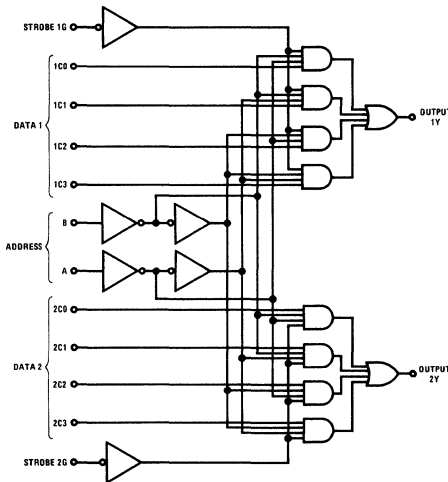 STROBE 1G
1C0
1C1
DATA 1
1C2
1C3
OUTPUT
1Y
B
ADDRESS
A
2C0
2C1
DATA 2
2C2
2C3
OUTPUT
2Y
STROBE 2G